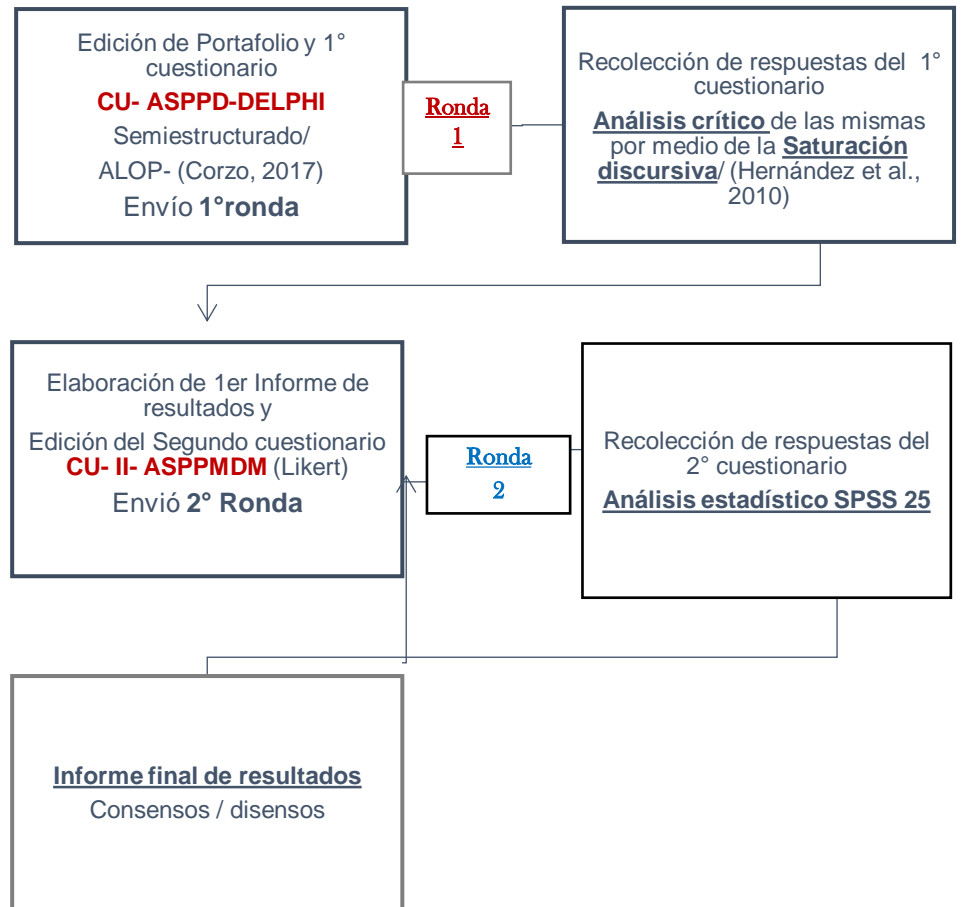 Edición de Portafolio y 1°
cuestionario
CU- ASPPD-DELPHI
Semiestructurado/
ALOP- (Corzo, 2017)
Envío 1°ronda
Ronda
1
Recolección de respuestas del 1°
cuestionario
Análisis crítico de las mismas
por medio de la Saturación
discursiva/ (Hernández et al.,
2010)
Elaboración de 1er Informe de
resultados y
Edición del Segundo cuestionario
CU- II- ASPPMDM (Likert)
Envió 2° Ronda
Ronda
2
Recolección de respuestas del
2° cuestionario
Análisis estadístico SPSS 25
Informe final de resultados
Consensos / disensos